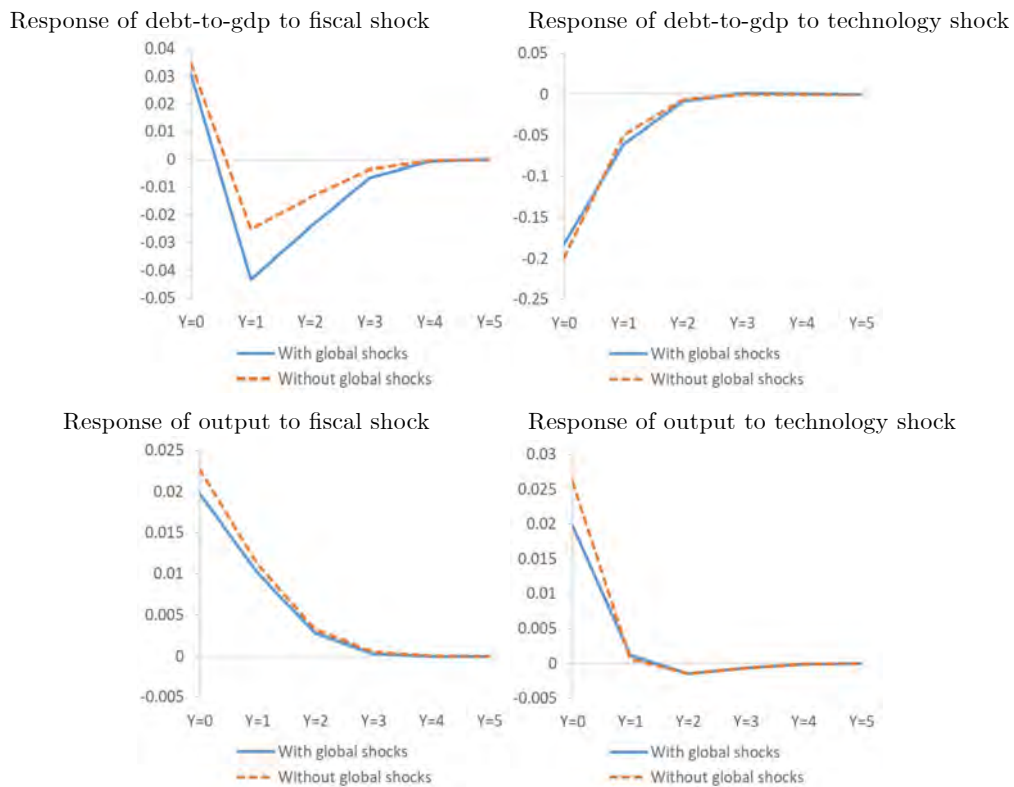 Response of debt-to-gdp to fiscal shock
0.04
0.03
0.02
0.01
0
-0.01
-0.02
-0.03
-0.04
-0.05
Y=0 Y=1 Y=2 Y=3 Y=4 Y=5
With global shocks
Without global shocks
Response of debt-to-gdp to technology shock
0.05
0
-0.05
-0.1
-0.15
-0.2
-0.25
Y=0 Y=1 Y=2 Y=3 Y=4 Y=5
With global shocks
Without global shocks
Response of output to fiscal shock
0.025
0.02
0.015
0.01
0.005
0
-0.005
Y=0 Y=1 Y=2 Y=3 Y=4 Y=5
With global shocks
Without global shocks
Response of output to technology shock
0.03
0.025
0.02
0.015
0.01
0.005
0
-0.005
Y=0 Y=1 Y=2 Y=3 Y=4 Y=5
With global shocks
Without global shocks